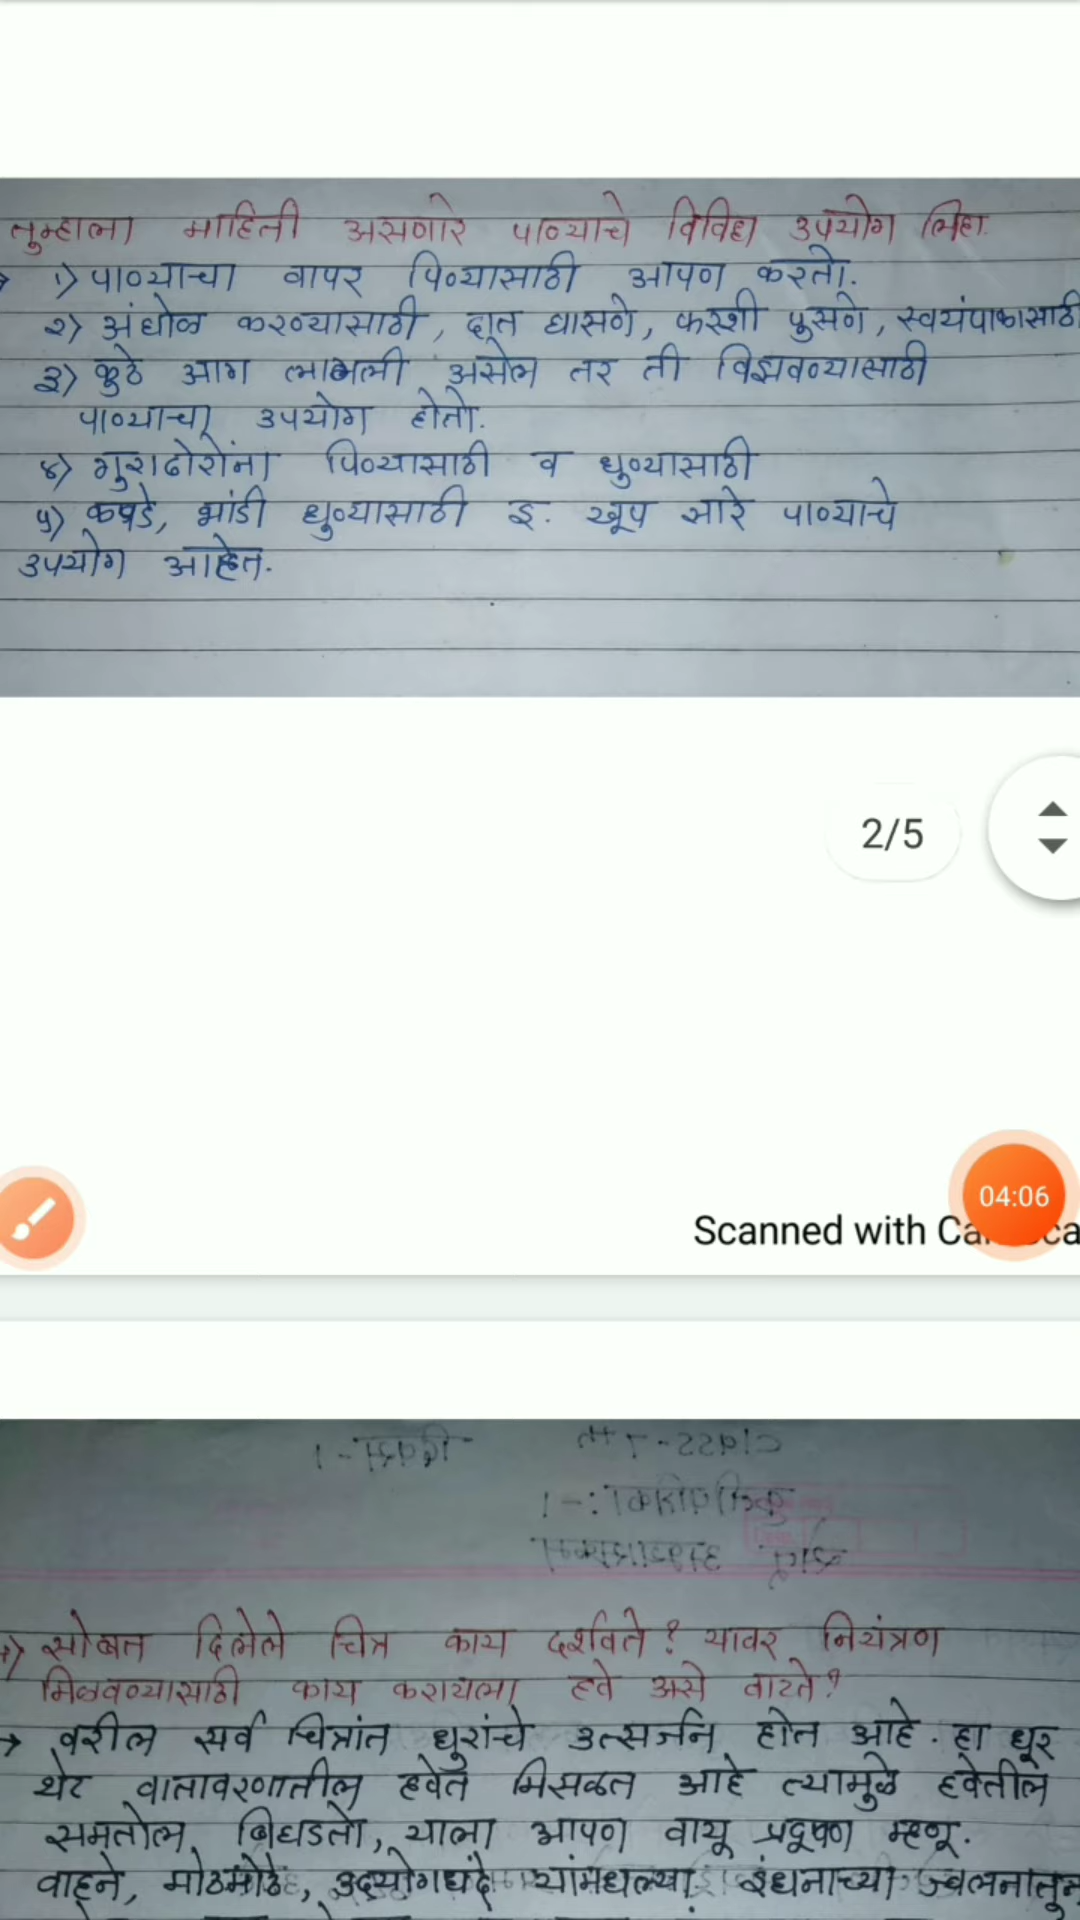 तुम्हाला माहिती असणारे पाण्याचे विविध उपयोग लिहा.
१) पाण्याचा वापर पिण्यासाठी आपण करतो.
२) अंघोळ करण्यासाठी, दात घासणे, फरशी पुसणे, स्वयंपाकासाठी
३) कुठे आग लागली असेल तर ती विझवण्यासाठी
पाण्याचा उपयोग होतो.
४) गुराढोरांना पिण्यासाठी व धुण्यासाठी
५) कपडे, भांडी धुण्यासाठी इ. खूप सारे पाण्याचे
उपयोग आहेत.
2/5
04:06
Scanned with
सोबत दिलेले चित्र काय दर्शविते? यावर नियंत्रण
मिळवण्यासाठी काय करायला हवे असे वाटते?
→ वरील सर्व चित्रांत धुरांचे उत्सर्जन होत आहे. हा धूर
थेट वातावरणातील हवेत मिसळत आहे त्यामुळे हवेतील
समतोल बिघडतो, याला आपण वायू प्रदूषण म्हणू.
वाहने, मोठमोठे, उद्योगधंदे यांमधल्या इंधनाच्या ज्वलनातून